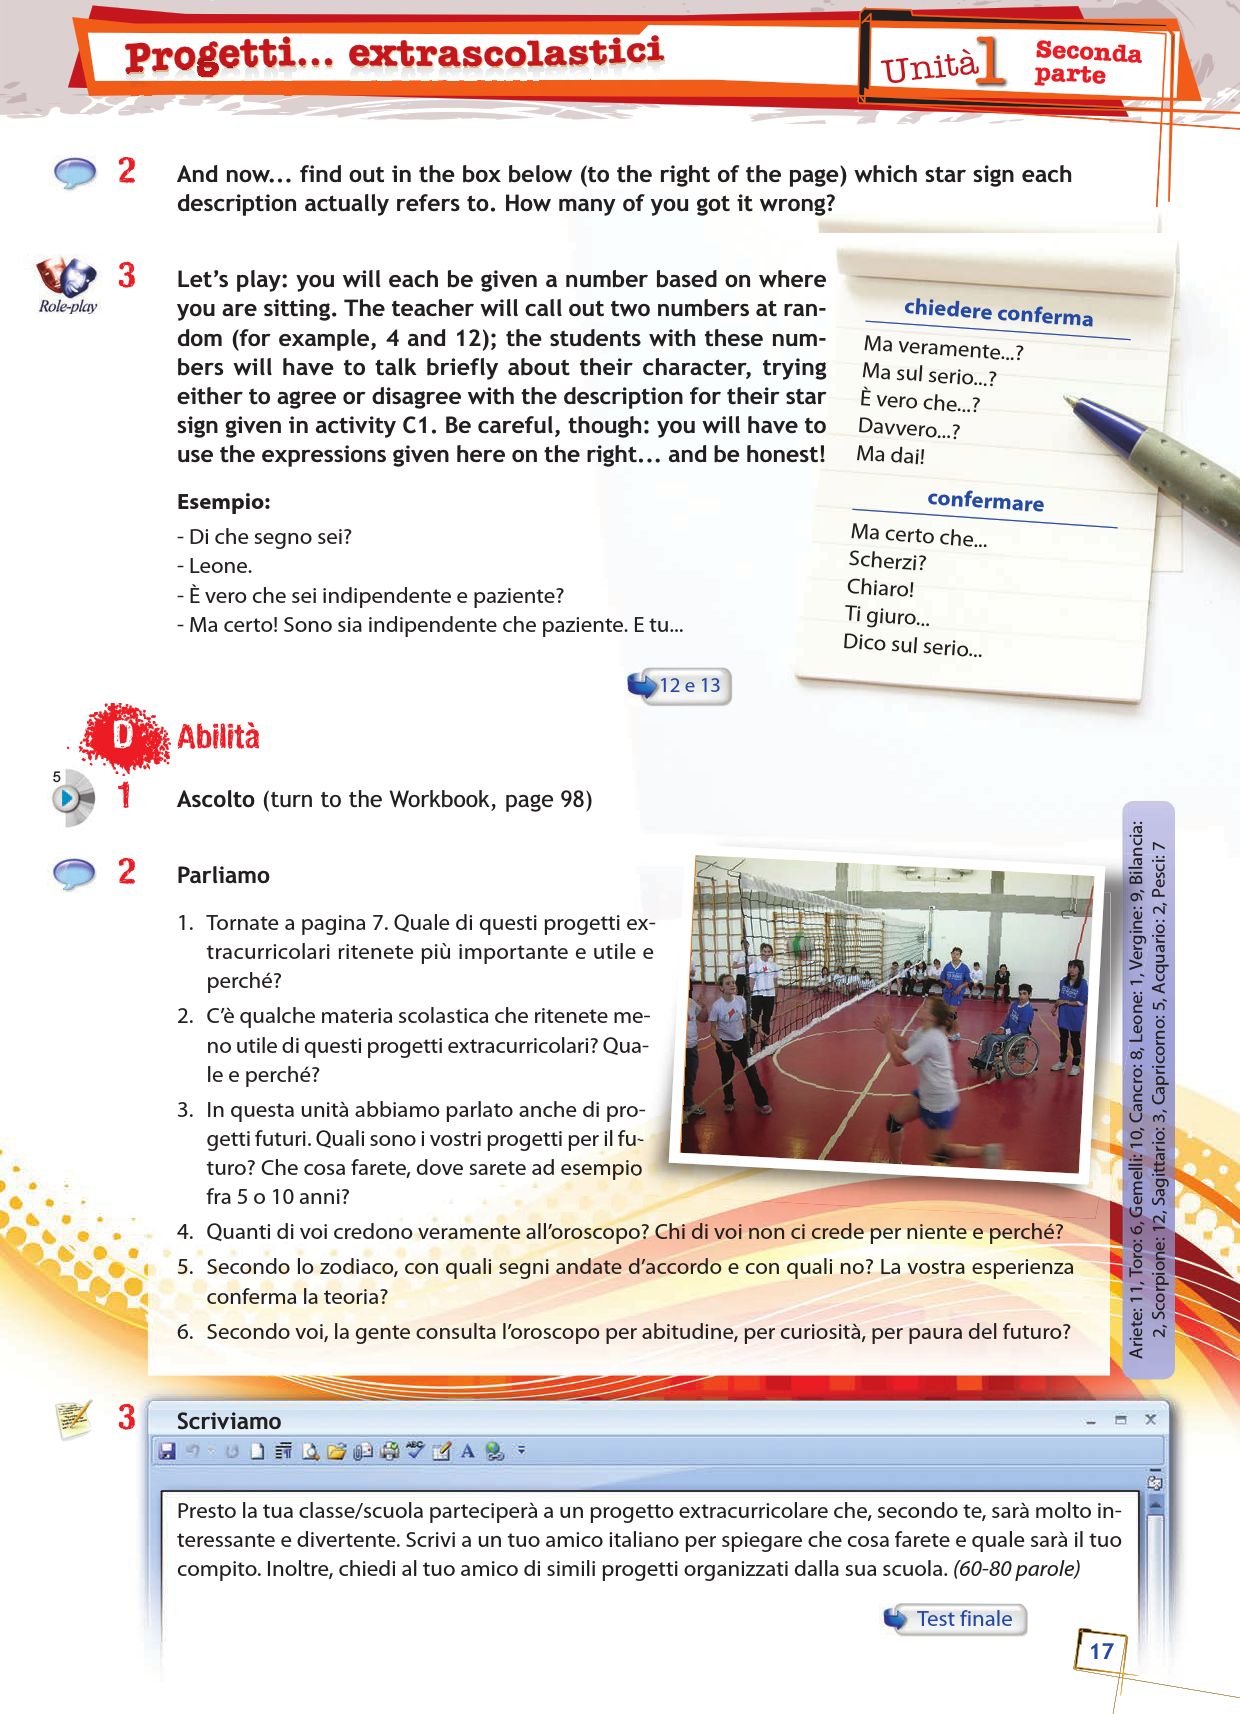 Progetti... extrascolastici
Unità 1
Seconda
parte
2
And now... find out in the box below (to the right of the page) which star sign each
description actually refers to. How many of you got it wrong?
Role-play
3
Let's play: you will each be given a number based on where
you are sitting. The teacher will call out two numbers at ran-
dom (for example, 4 and 12); the students with these num-
bers will have to talk briefly about their character, trying
either to agree or disagree with the description for their star
sign given in activity C1. Be careful, though: you will have to
use the expressions given here on the right... and be honest!
Esempio:
- Di che segno sei?
- Leone.
- È vero che sei indipendente e paziente?
- Ma certo! Sono sia indipendente che paziente. E tu...
chiedere conferma
Ma veramente...?
Ma sul serio...?
È vero che...?
Davvero...?
Ma dai!
confermare
Ma certo che...
Scherzi?
Chiaro!
Ti giuro...
Dico sul serio...
12 e 13
D
Abilità
5
1
Ascolto (turn to the Workbook, page 98)
2
Parliamo
1. Tornate a pagina 7. Quale di questi progetti ex-
tracurricolari ritenete più importante e utile e
perché?
2. C'è qualche materia scolastica che ritenete me-
no utile di questi progetti extracurricolari? Qua-
le e perché?
3. In questa unità abbiamo parlato anche di pro-
getti futuri. Quali sono i vostri progetti per il fu-
turo? Che cosa farete, dove sarete ad esempio
fra 5 o 10 anni?
4. Quanti di voi credono veramente all'oroscopo? Chi di voi non ci crede per niente e perché?
5. Secondo lo zodiaco, con quali segni andate d'accordo e con quali no? La vostra esperienza
conferma la teoria?
6. Secondo voi, la gente consulta l'oroscopo per abitudine, per curiosità, per paura del futuro?
Ariete: 11, Toro: 6, Gemelli: 10, Cancro: 8, Leone: 1, Vergine: 9, Bilancia:
2, Scorpione: 12, Sagittario: 3, Capricorno: 5, Acquario: 2, Pesci: 7
3
Scriviamo
ABC
A
Presto la tua classe/scuola parteciperà a un progetto extracurricolare che, secondo te, sarà molto in-
teressante e divertente. Scrivi a un tuo amico italiano per spiegare che cosa farete e quale sarà il tuo
compito. Inoltre, chiedi al tuo amico di simili progetti organizzati dalla sua scuola. (60-80 parole)
Test finale
17